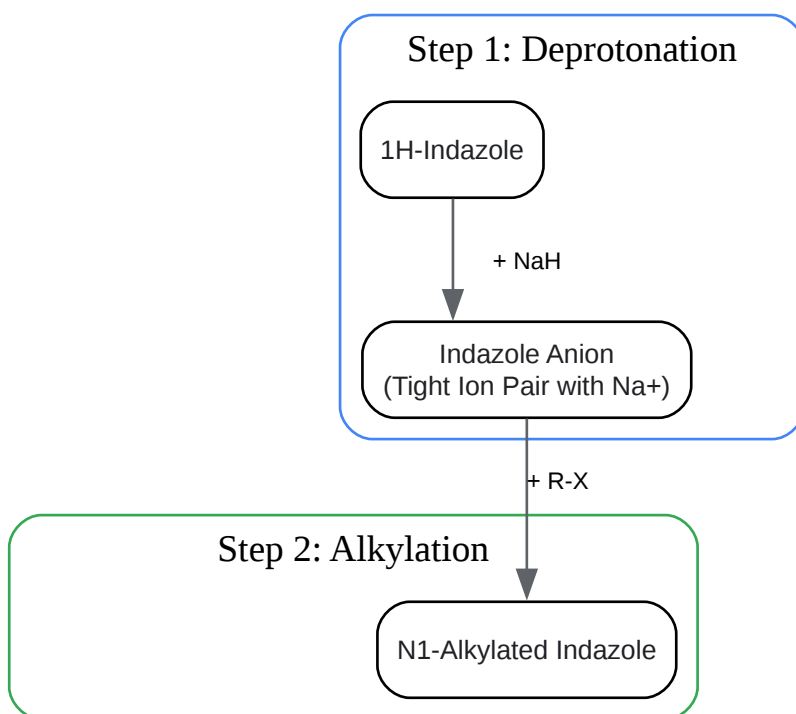 Step 1: Deprotonation
1H-Indazole
+ NaH
Indazole Anion
(Tight Ion Pair with Na+)
+ R-X
Step 2: Alkylation
N1-Alkylated Indazole